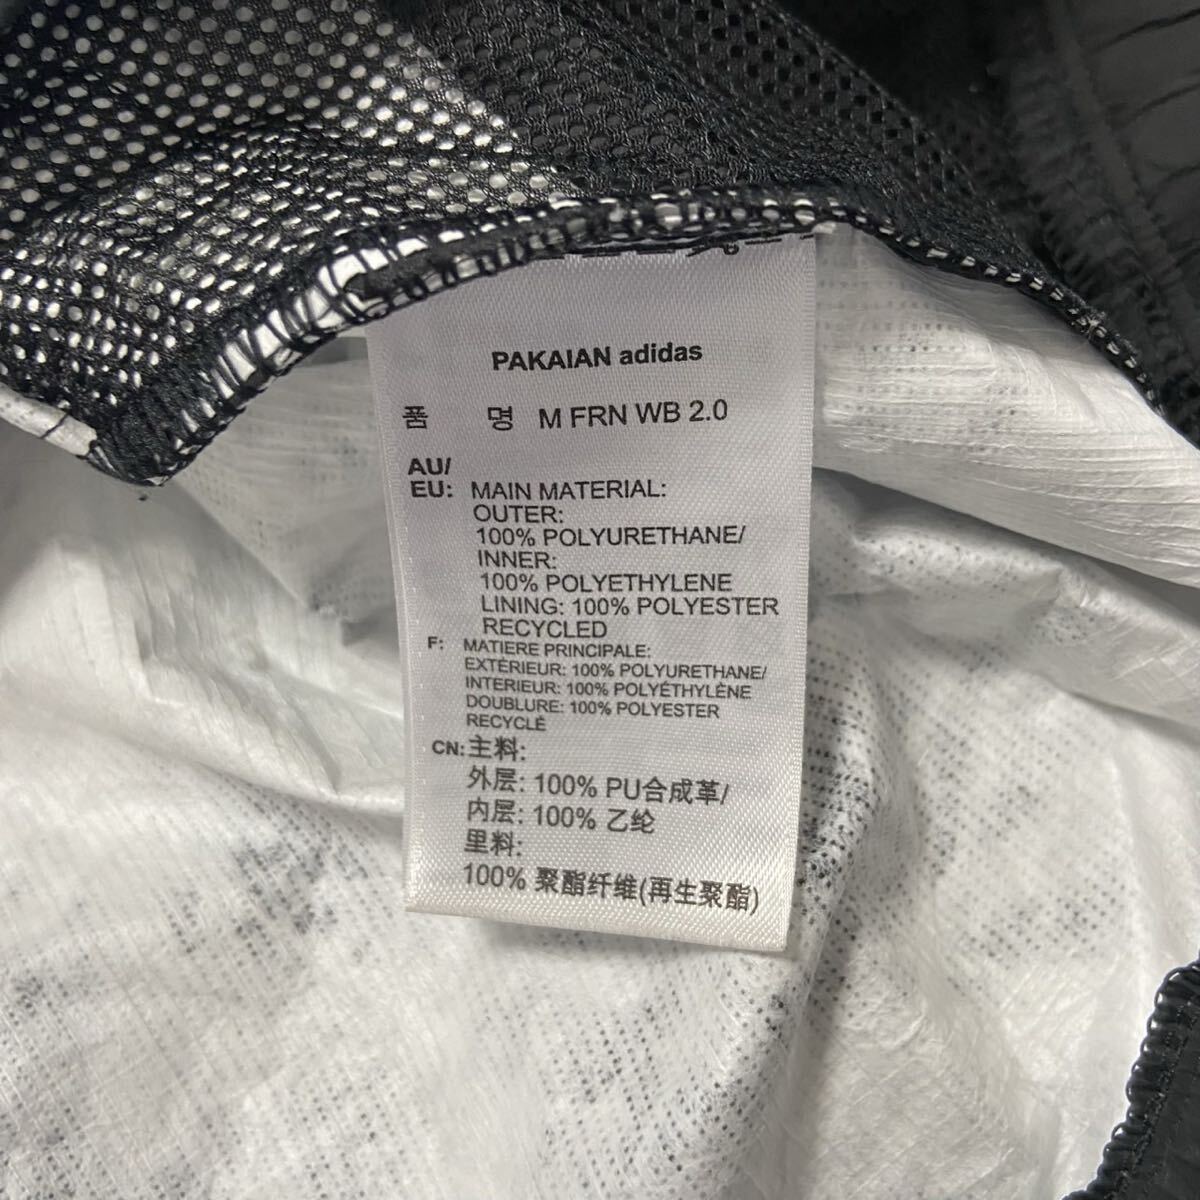 PAKAIAN adidas
품 명 M FRN WB 2.0
AU/
EU: MAIN MATERIAL:
OUTER:
100% POLYURETHANE/
INNER:
100% POLYETHYLENE
LINING: 100% POLYESTER
RECYCLED
F: MATIERE PRINCIPALE:
EXTÉRIEUR: 100% POLYURETHANE/
INTERIEUR: 100% POLYÉTHYLÈNE
DOUBLURE: 100% POLYESTER
RECYCLÉ
CN: 主料:
外层: 100% PU合成革/
内层: 100% 乙纶
里料:
100% 聚酯纤维(再生聚酯)